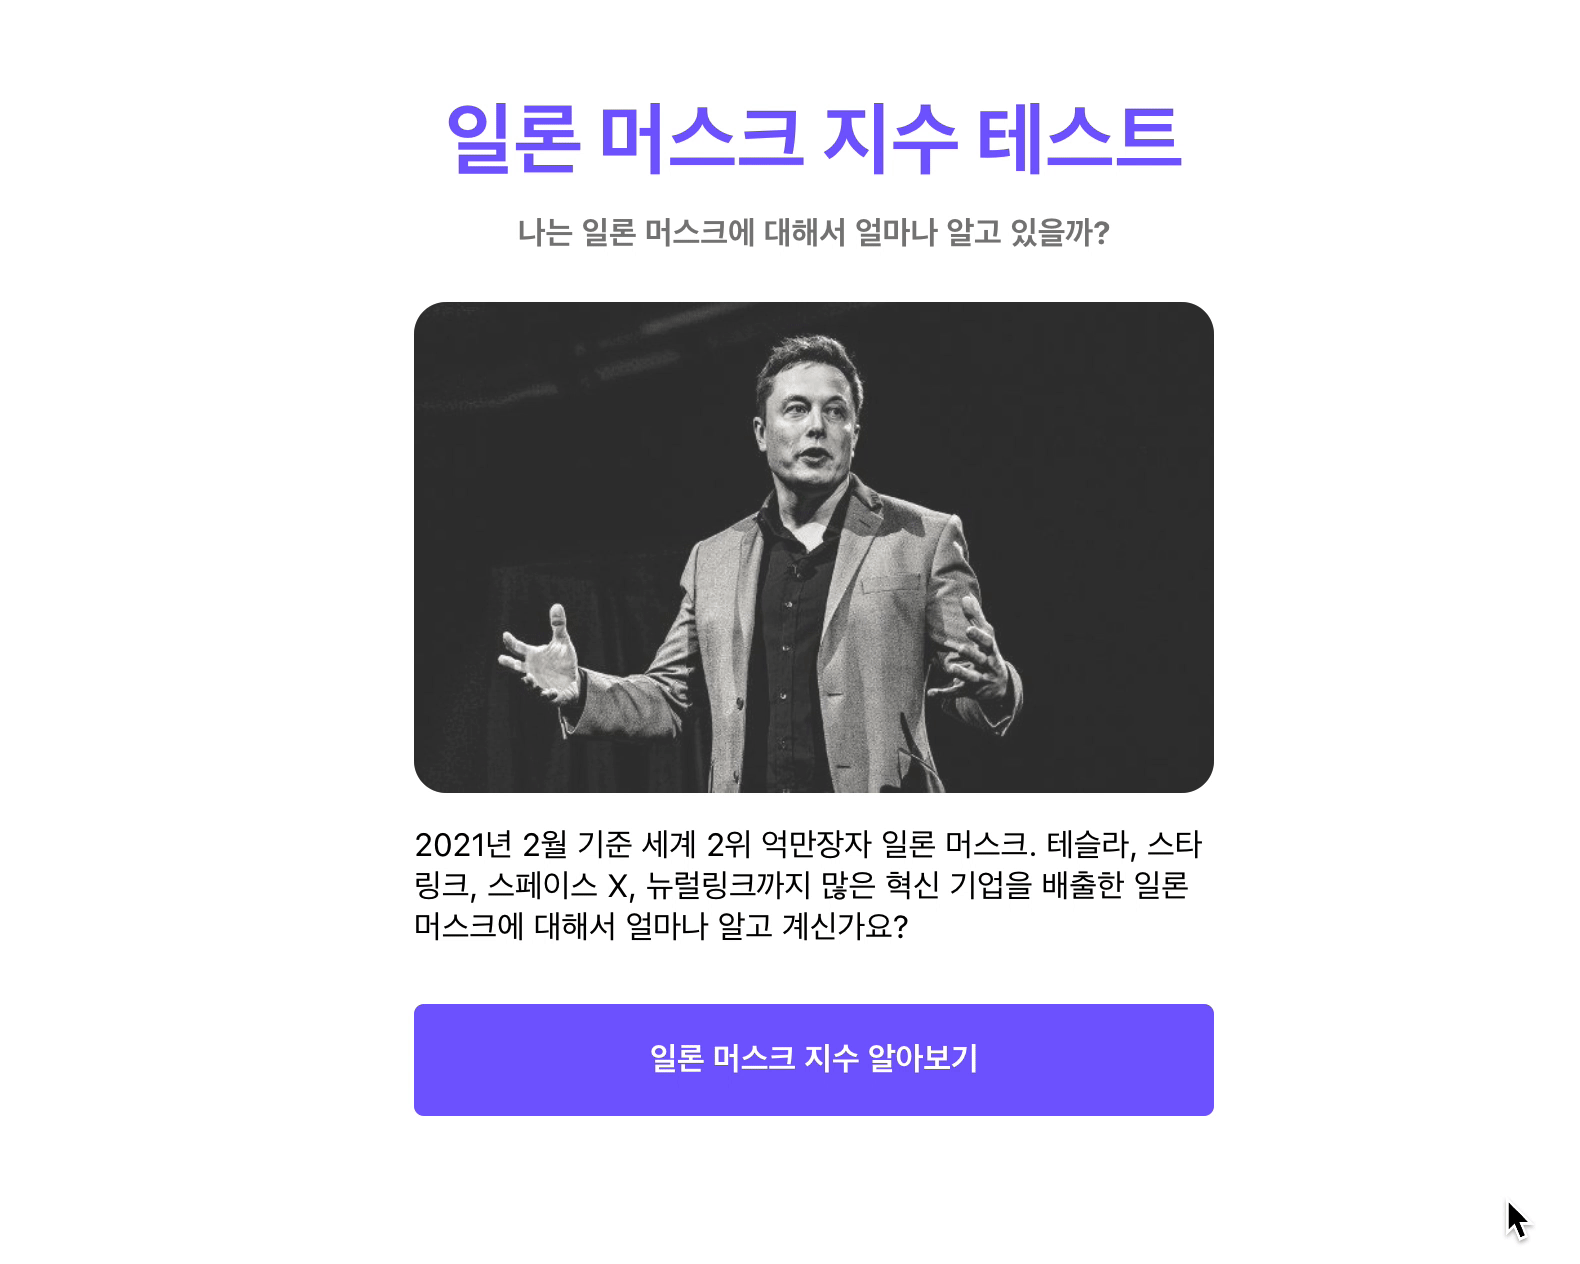 일론 머스크 지수 테스트
나는 일론 머스크에 대해서 얼마나 알고 있을까?
2021년 2월 기준 세계 2위 억만장자 일론 머스크. 테슬라, 스타
링크, 스페이스 X, 뉴럴링크까지 많은 혁신 기업을 배출한 일론
머스크에 대해서 얼마나 알고 계신가요?
일론 머스크 지수 알아보기